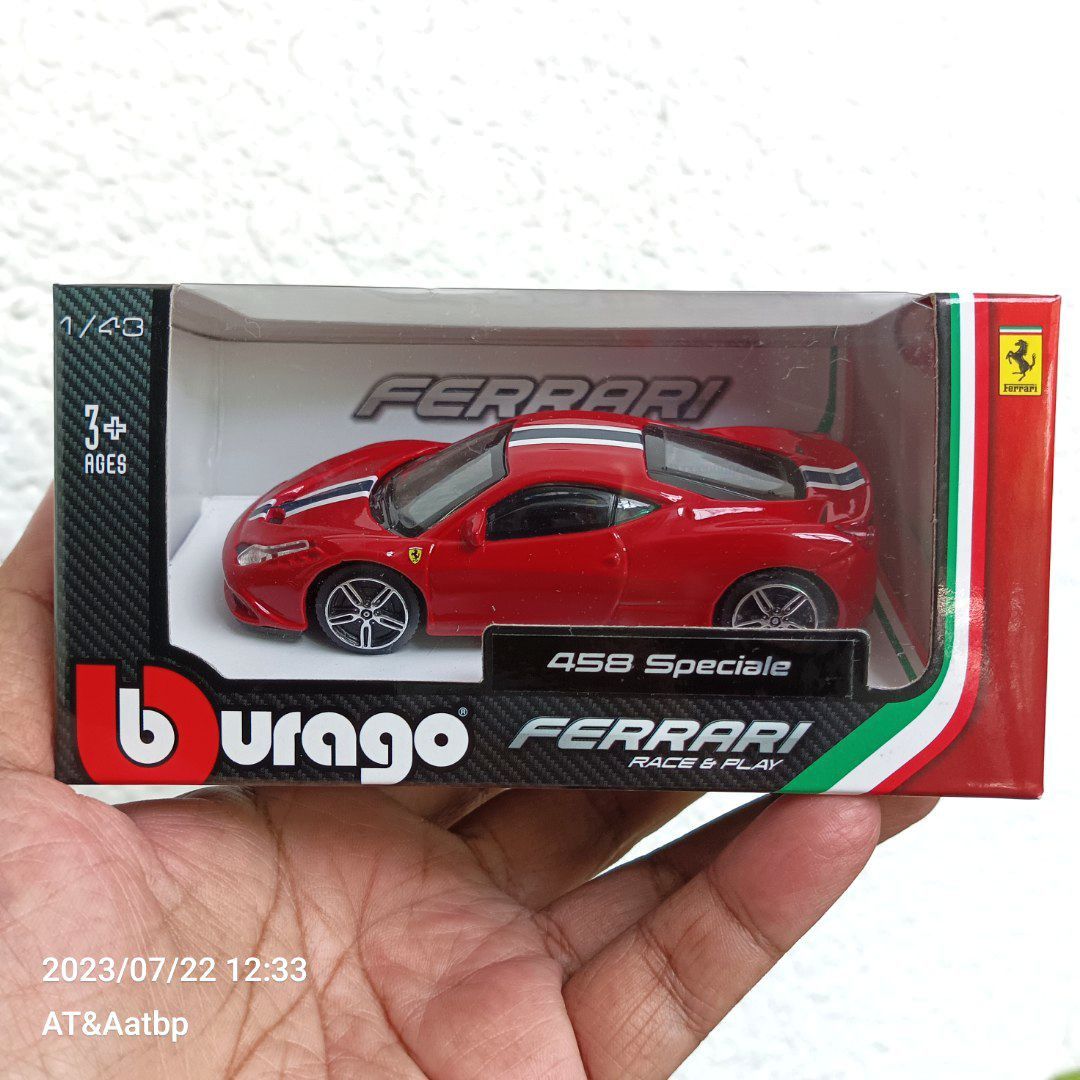 1/43
3+
AGES
FERRARI
Ferrari
458 Speciale
burago®
FERRARI
RACE & PLAY
2023/07/22 12:33
AT&Aatbp